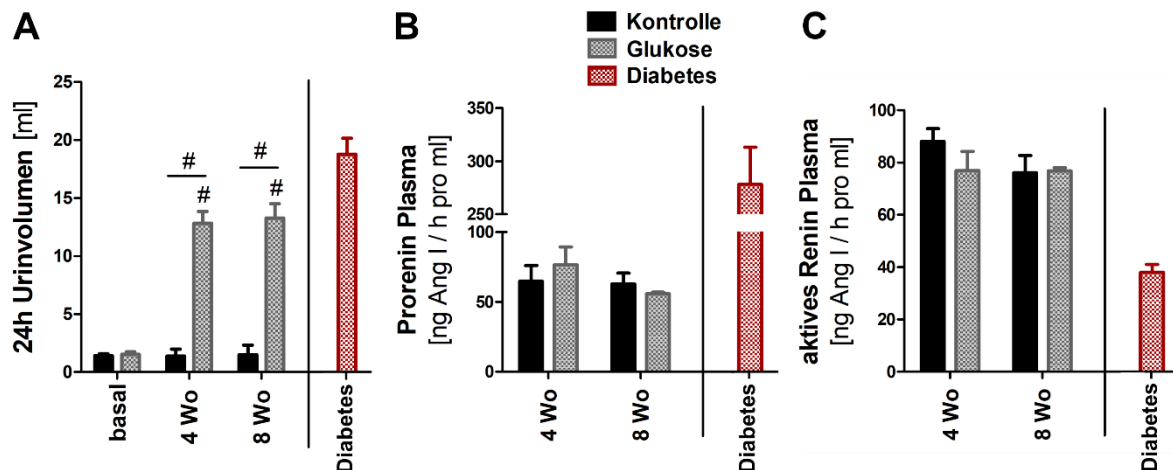 A
24h Urinvolumen [ml]
25
20
15
10
5
0
#
#
#
#
basal
4 Wo
8 Wo
Diabetes
B
Kontrolle
Glukose
Diabetes
Prorenin Plasma
[ng Ang I / h pro ml]
350
300
250
100
50
0
4 Wo
8 Wo
Diabetes
C
aktives Renin Plasma
[ng Ang I / h pro ml]
100
80
60
40
20
0
4 Wo
8 Wo
Diabetes